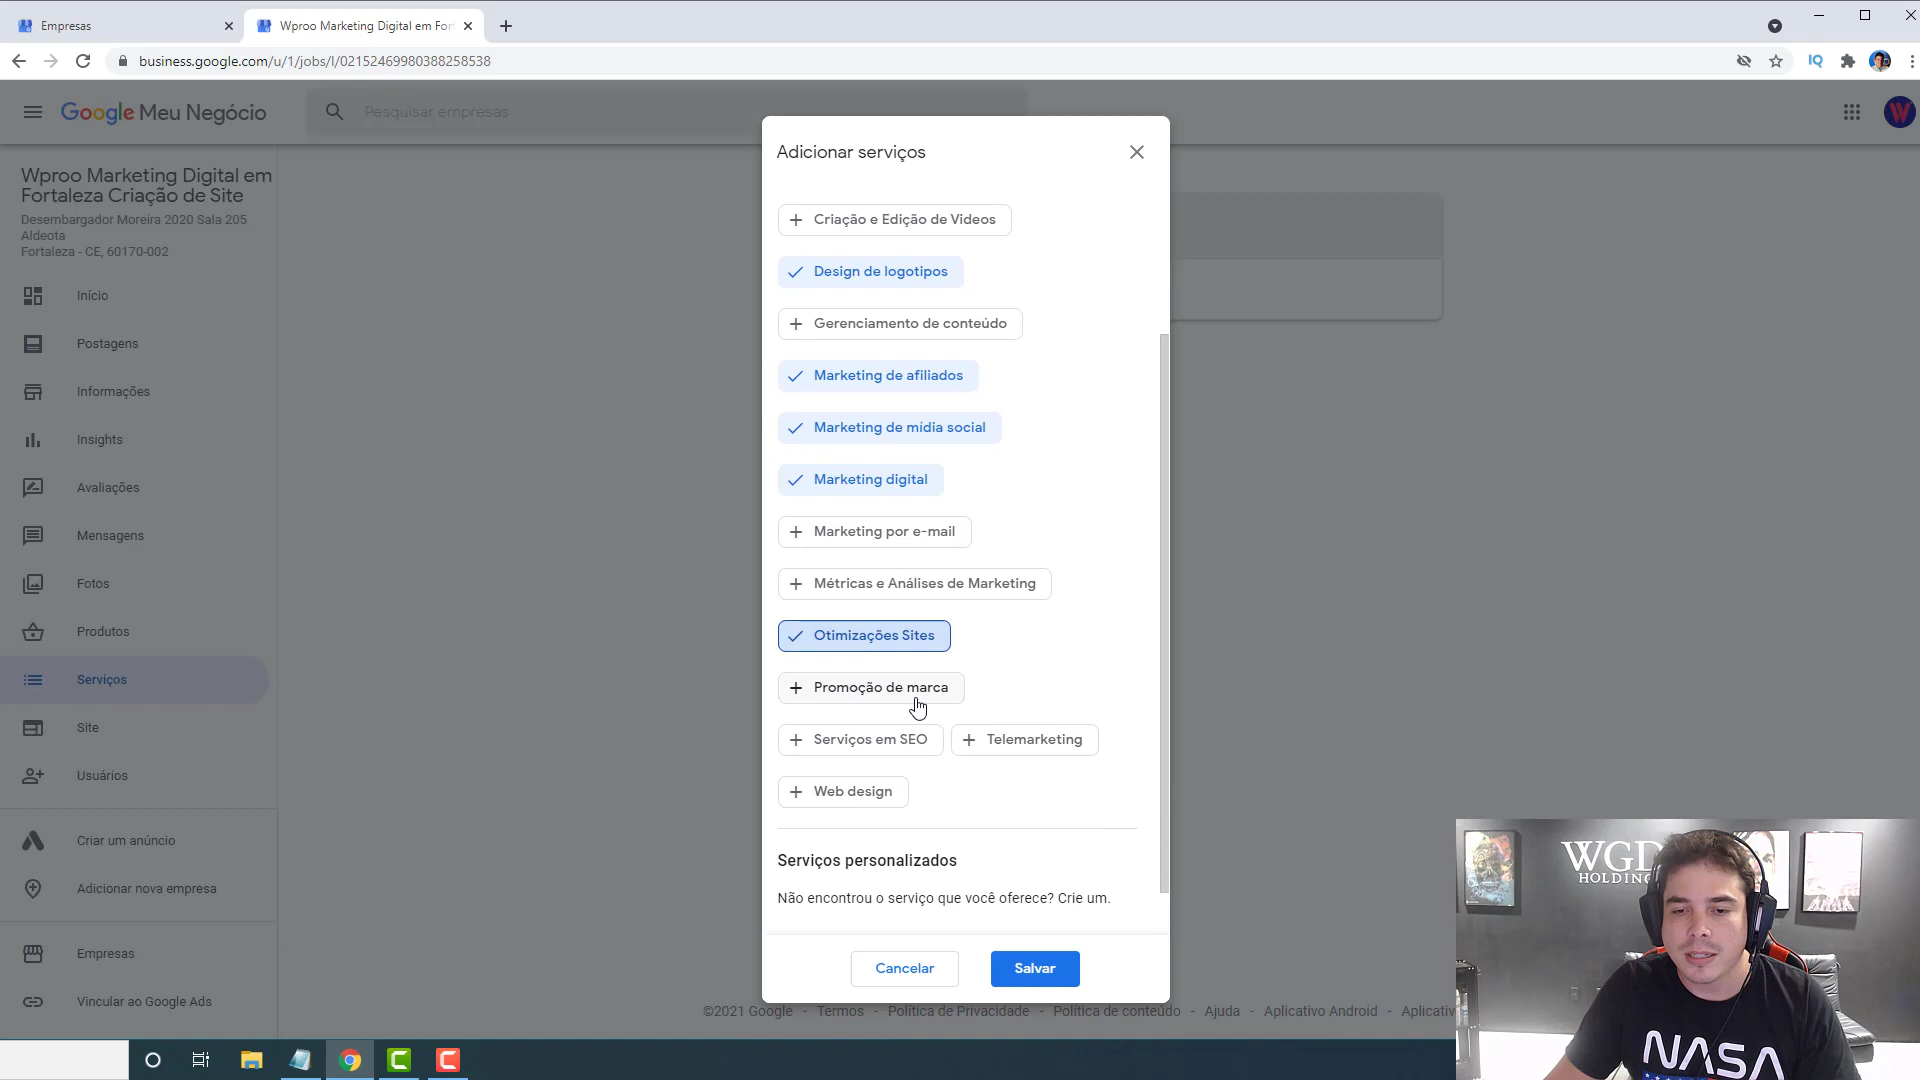 Empresas
Wproo Marketing Digital em For
business.google.com/u/1/jobs/l/02152469980388258538
IQ
Google Meu Negócio
Pesquisar empresas
W
Wproo Marketing Digital em
Fortaleza Criação de Site
Desembargador Moreira 2020 Sala 205
Aldeota
Fortaleza - CE, 60170-002
Início
Postagens
Informações
Insights
Avaliações
Mensagens
Fotos
Produtos
Serviços
Site
Usuários
Criar um anúncio
Adicionar nova empresa
Empresas
Vincular ao Google Ads
Adicionar serviços
Criação e Edição de Videos
Design de logotipos
Gerenciamento de conteúdo
Marketing de afiliados
Marketing de mídia social
Marketing digital
Marketing por e-mail
Métricas e Análises de Marketing
Otimizações Sites
Promoção de marca
Serviços em SEO
Telemarketing
Web design
Serviços personalizados
Não encontrou o serviço que você oferece? Crie um.
Cancelar
Salvar
©2021 Google - Termos - Política de Privacidade - Política de conteúdo - Ajuda - Aplicativo Android - Aplicativ
WGD
HOLDING
NASA